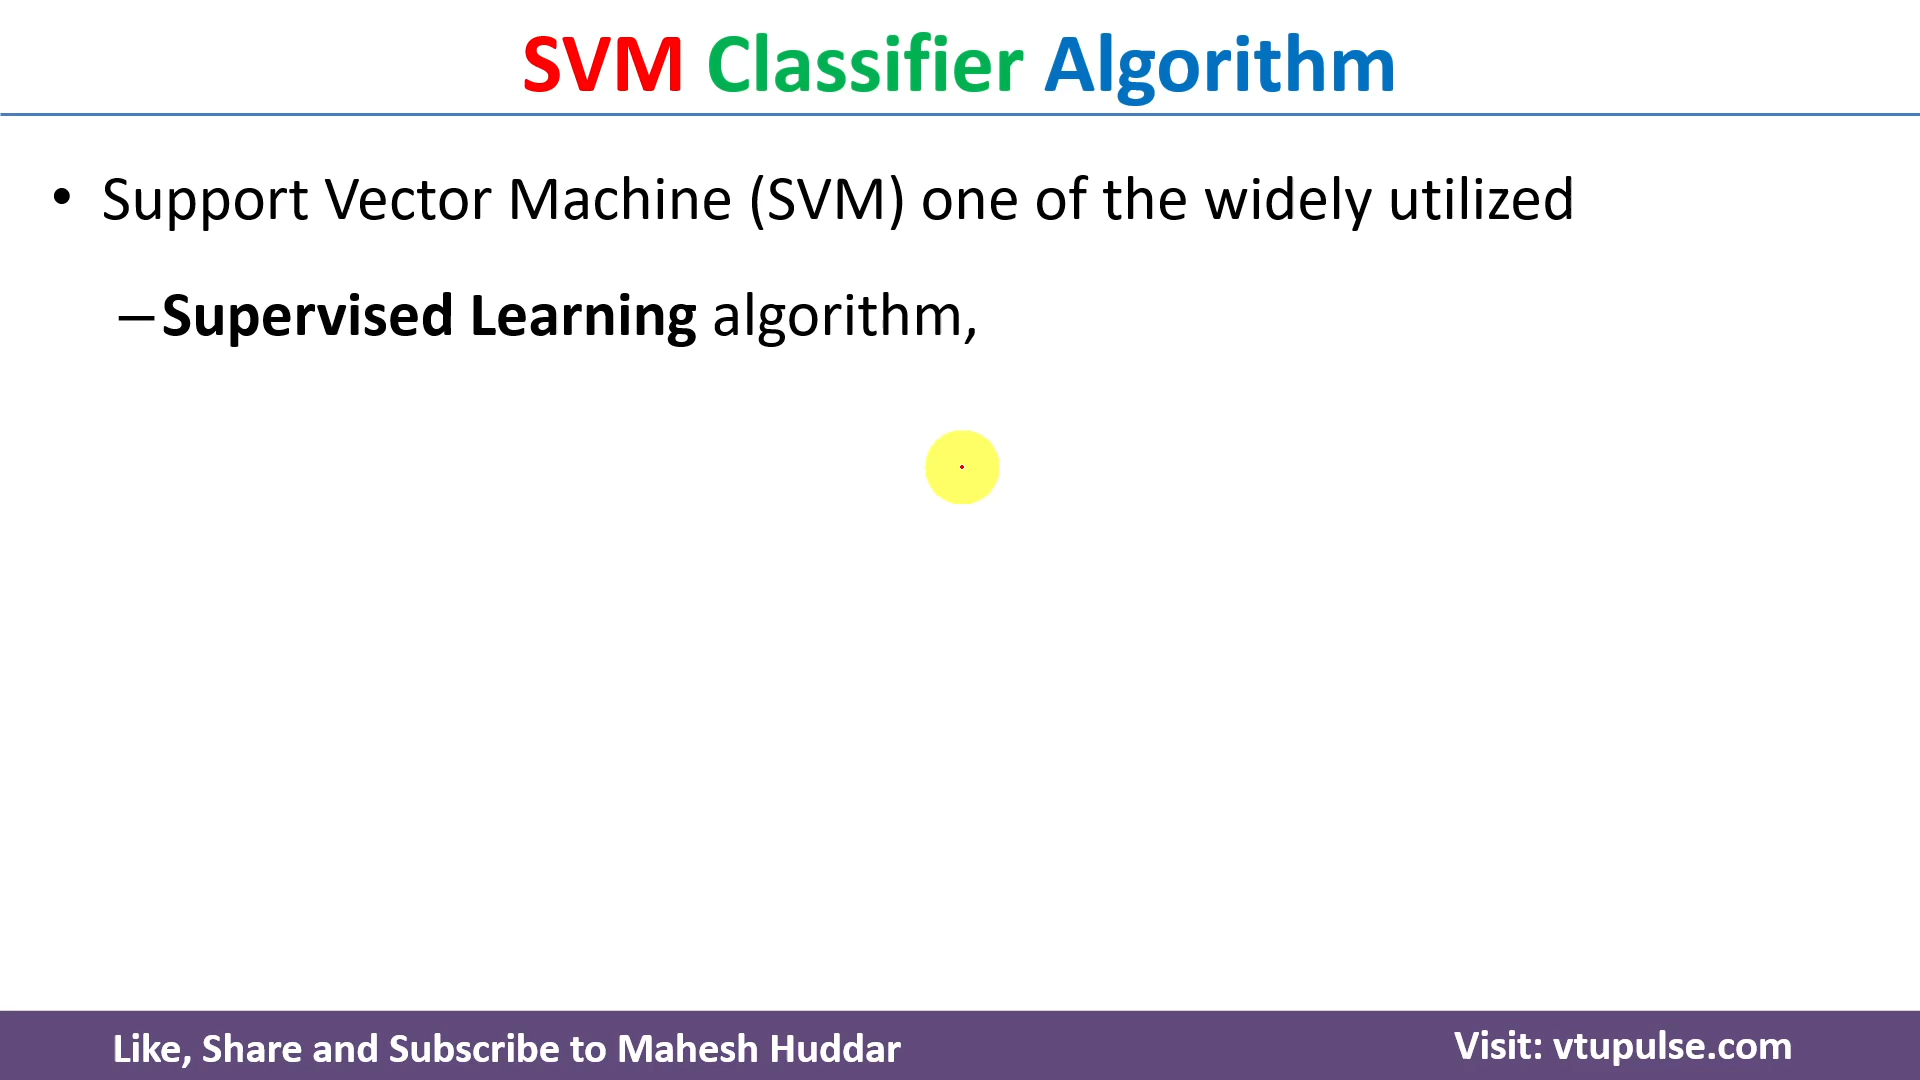 SVM Classifier Algorithm
• Support Vector Machine (SVM) one of the widely utilized
–Supervised Learning algorithm,
Like, Share and Subscribe to Mahesh Huddar
Visit: vtupulse.com